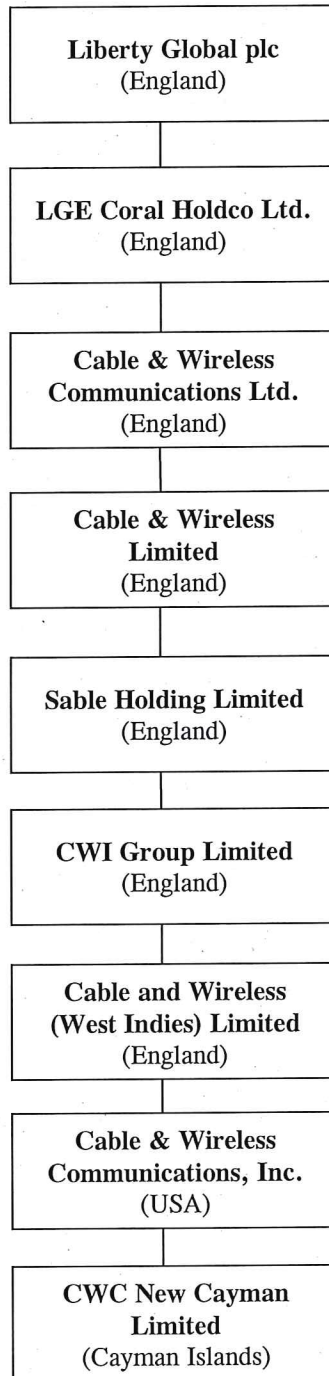 Liberty Global plc
(England)
LGE Coral Holdco Ltd.
(England)
Cable & Wireless
Communications Ltd.
(England)
Cable & Wireless
Limited
(England)
Sable Holding Limited
(England)
CWI Group Limited
(England)
Cable and Wireless
(West Indies) Limited
(England)
Cable & Wireless
Communications, Inc.
(USA)
CWC New Cayman
Limited
(Cayman Islands)